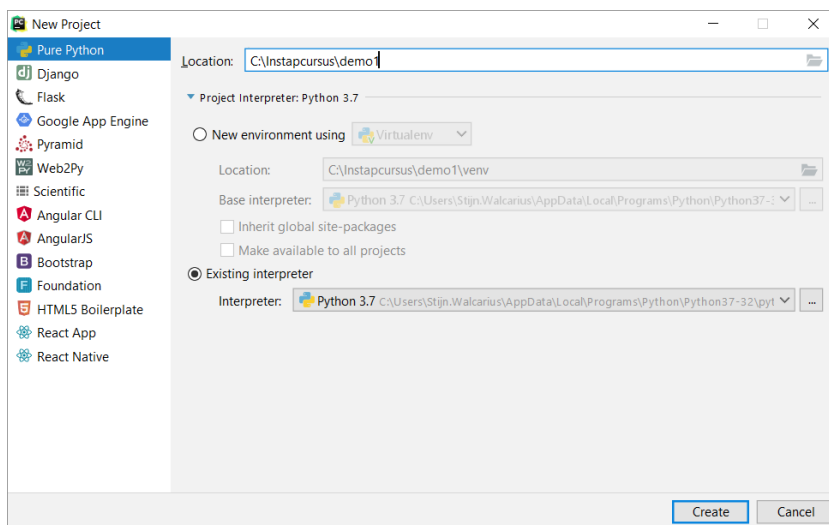 New Project
Pure Python
Django
Flask
Google App Engine
Pyramid
Web2Py
Scientific
Angular CLI
AngularJS
Bootstrap
Foundation
HTML5 Boilerplate
React App
React Native
Location: C:\Instapcursus\demo1
Project Interpreter: Python 3.7
New environment using Virtualenv
Location: C:\Instapcursus\demo1\venv
Base interpreter: Python 3.7 C:\Users\Stijn.Walcarius\AppData\Local\Programs\Python\Python37-3 ...
Inherit global site-packages
Make available to all projects
Existing interpreter
Interpreter: Python 3.7 C:\Users\Stijn.Walcarius\AppData\Local\Programs\Python\Python37-32\pyt ...
Create Cancel